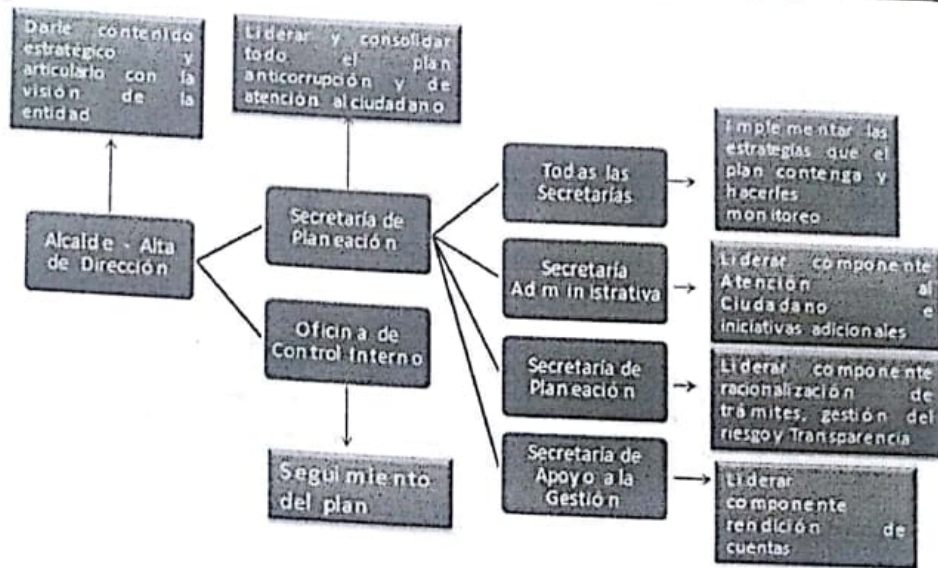 Darle contenido
estratégico y
articularlo con la
visión de la
entidad
Liderar y consolidar
todo el plan
anticorrupción y de
atención al ciudadano
Alcalde - Alta
de Dirección
Secretaría de
Planeación
Oficina de
Control Interno
Seguimiento
del plan
Todas las
Secretarías
Implementar las
estrategias que el
plan contenga y
hacerles
monitoreo
Secretaría
Administrativa
Liderar componente
Atención al
Ciudadano e
iniciativas adicionales
Secretaría de
Planeación
Liderar componente
racionalización de
trámites, gestión del
riesgo y Transparencia
Secretaría de
Apoyo a la
Gestión
Liderar
componente
rendición de
cuentas